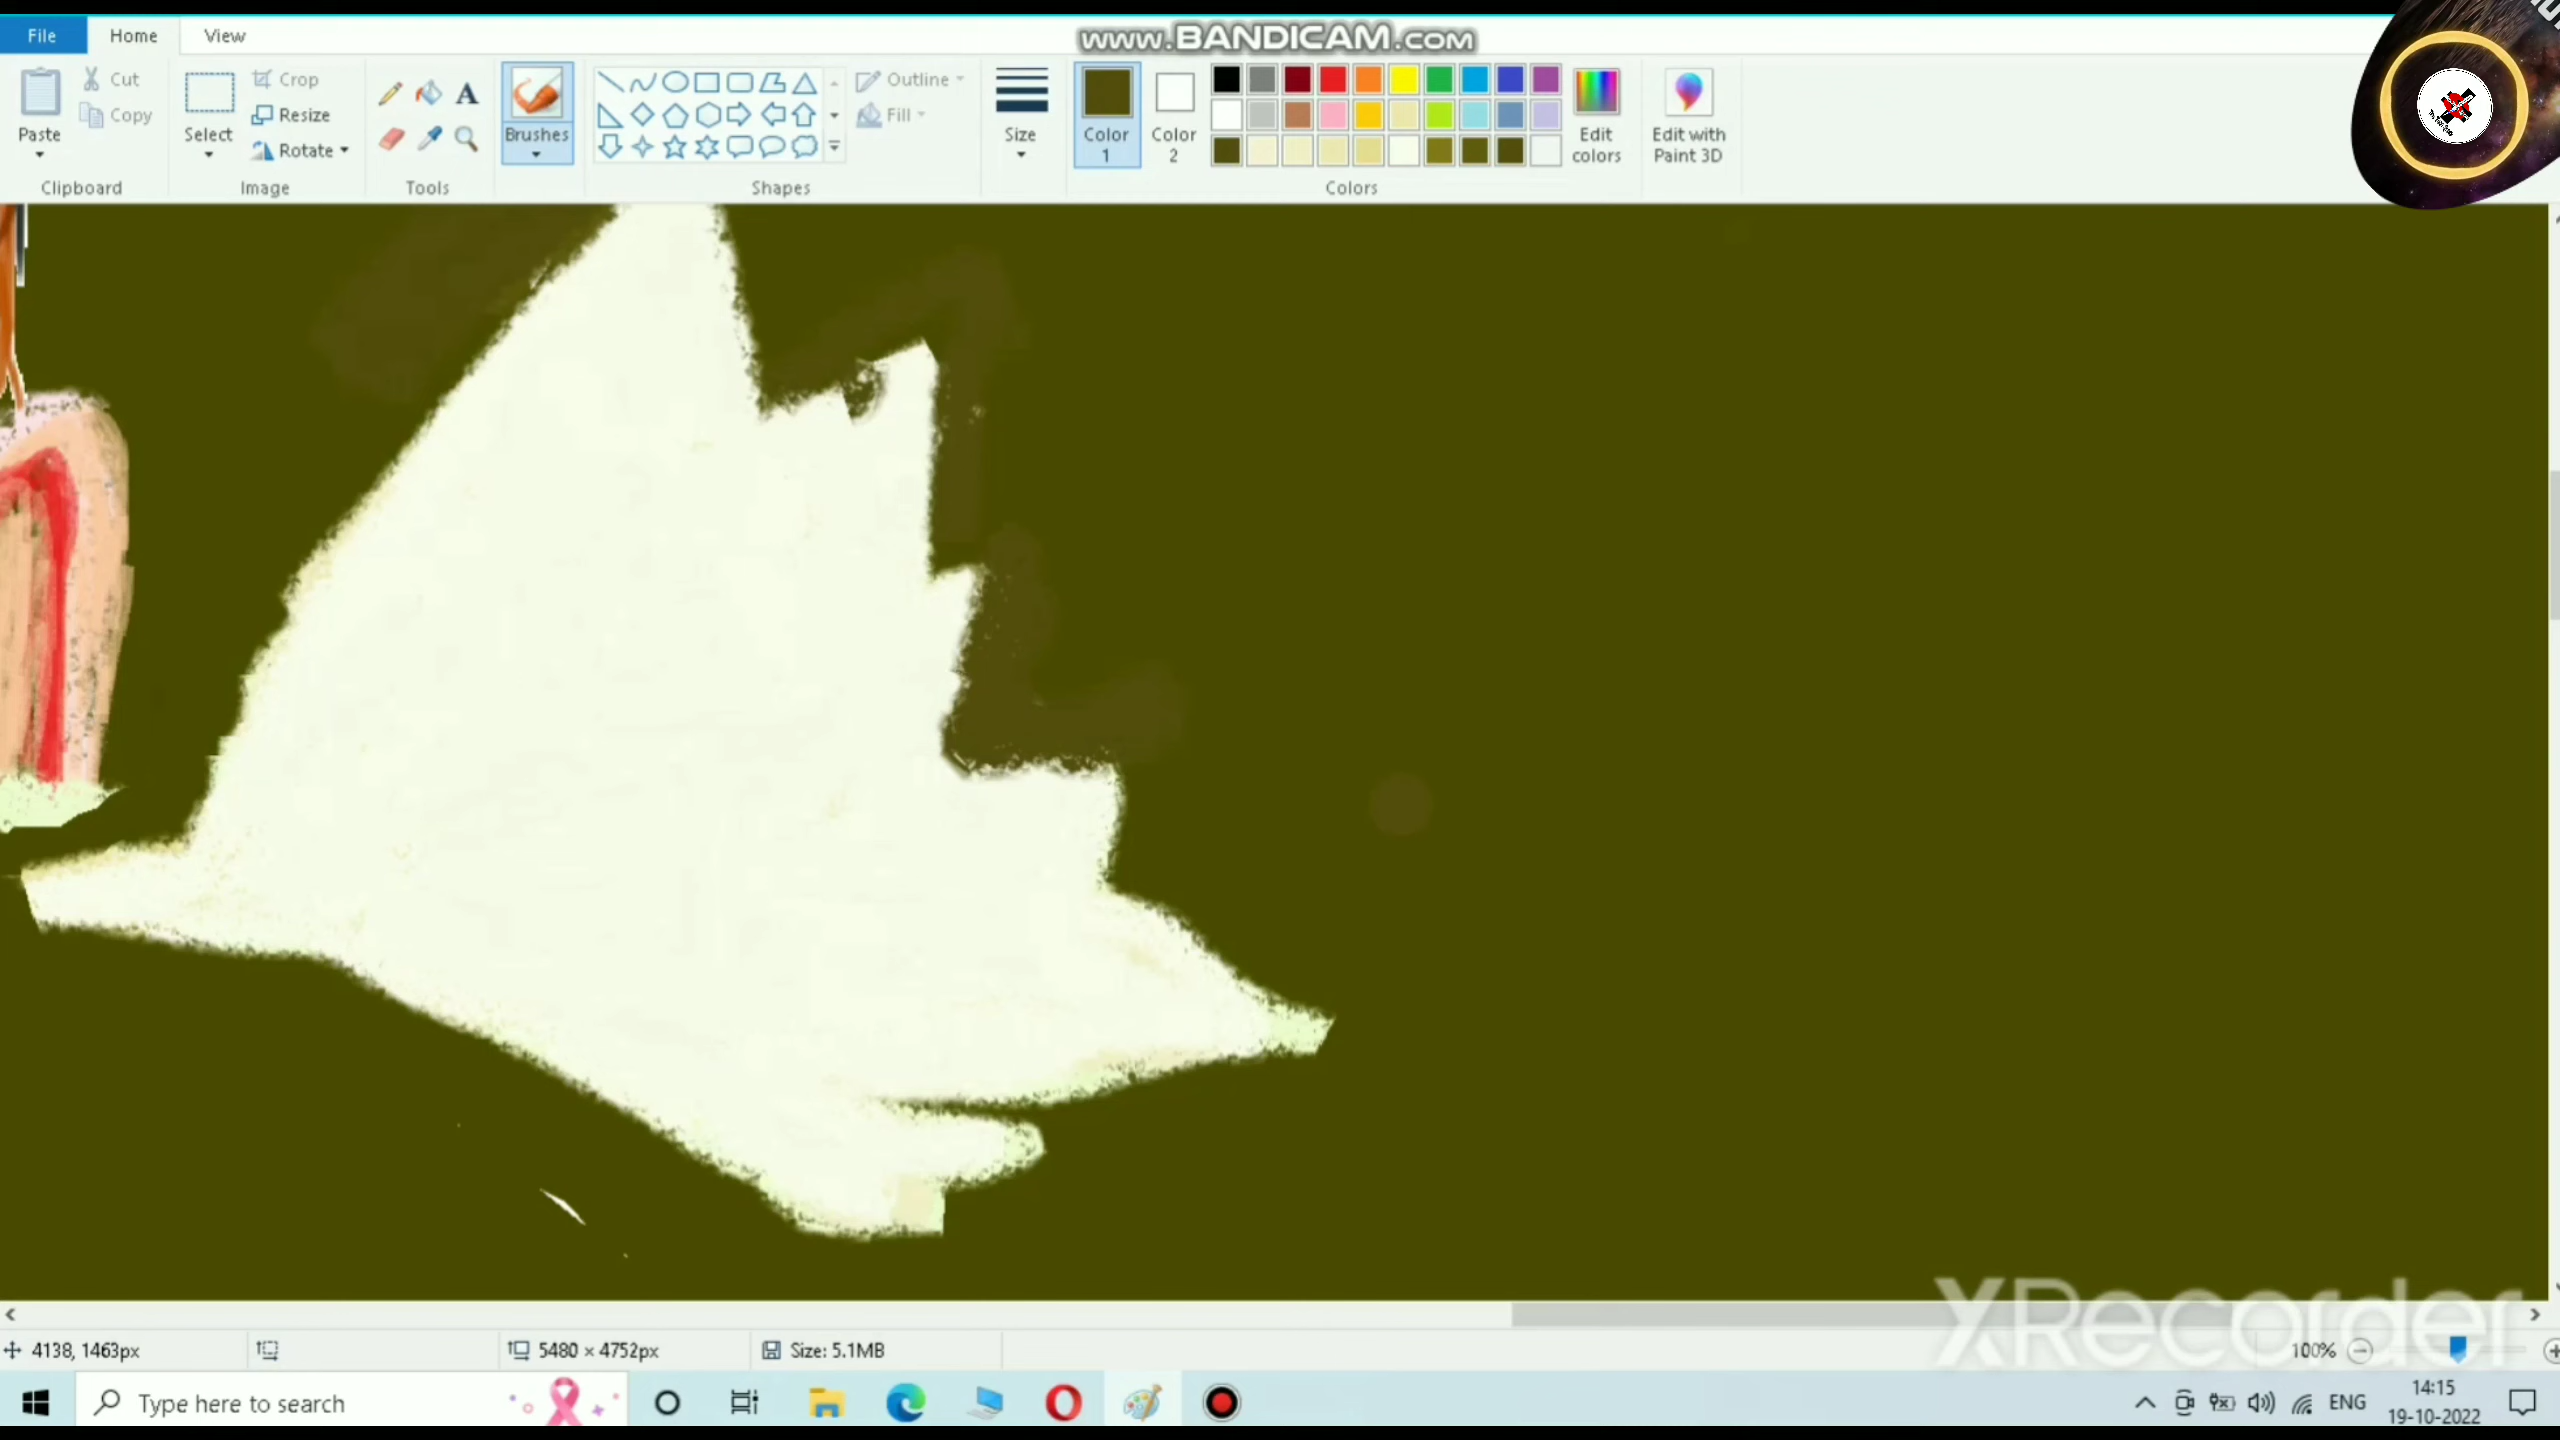 www.BANDICAM.com
File Home View
Paste
Cut
Copy
Clipboard
Select
Crop
Resize
Rotate
Image
A
Tools
Brushes
Outline
Fill
Shapes
Size
Color 1
Color 2
Edit colors
Colors
Edit with Paint 3D
XRecorder
4138, 1463px
5480 × 4752px
Size: 5.1MB
100%
Type here to search
ENG
14:15
19-10-2022